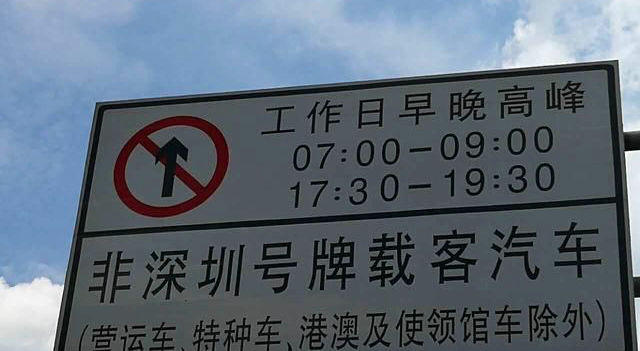 工作日早晚高峰
07:00-09:00
17:30-19:30
非深圳号牌载客汽车
(营运车、特种车、港澳及使领馆车除外)